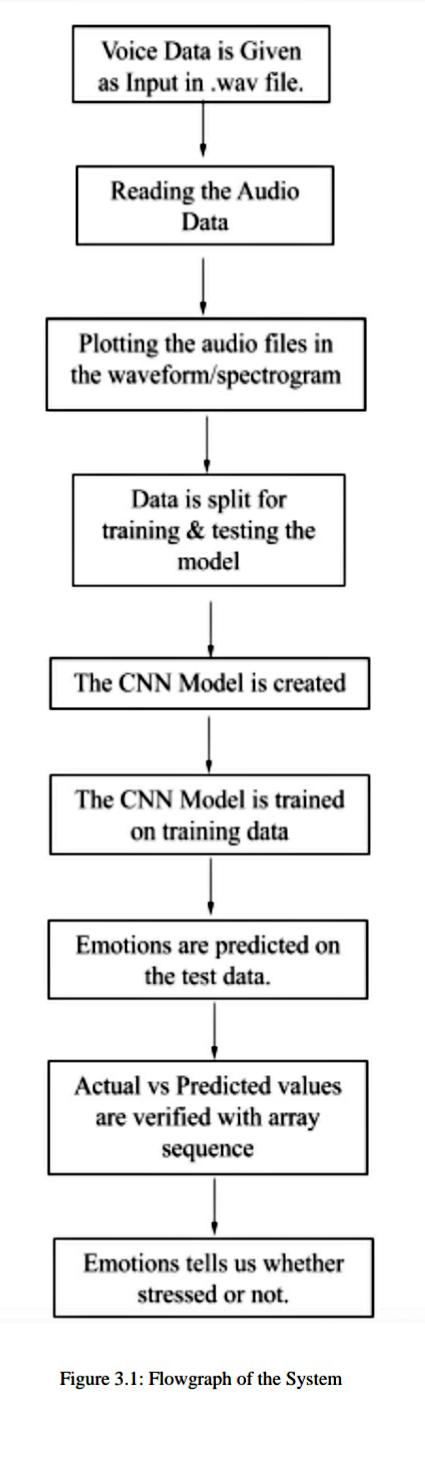 Voice Data is Given
as Input in .wav file.
Reading the Audio
Data
Plotting the audio files in
the waveform/spectrogram
Data is split for
training & testing the
model
The CNN Model is created
The CNN Model is trained
on training data
Emotions are predicted on
the test data.
Actual vs Predicted values
are verified with array
sequence
Emotions tells us whether
stressed or not.
Figure 3.1: Flowgraph of the System